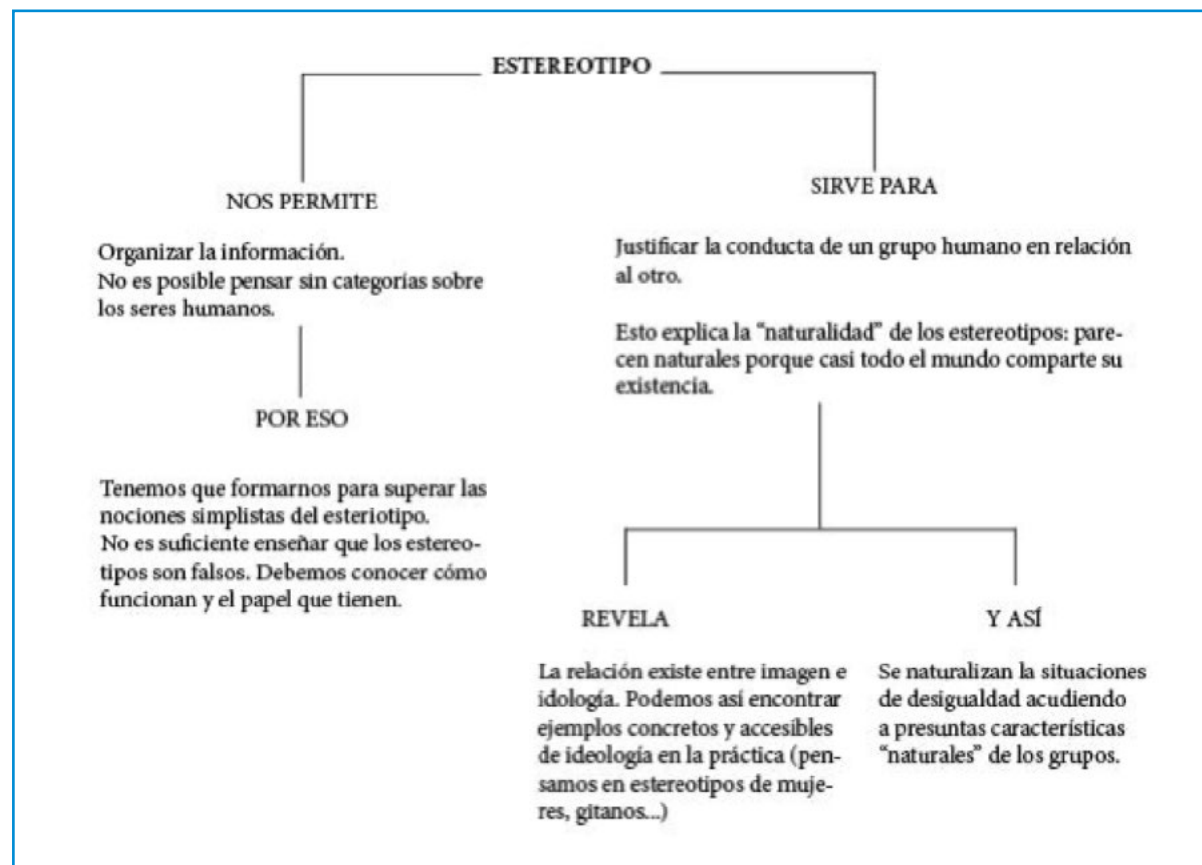 ESTEREOTIPO
NOS PERMITE
Organizar la información.
No es posible pensar sin categorías sobre
los seres humanos.
POR ESO
Tenemos que formarnos para superar las
nociones simplistas del esteriotipo.
No es suficiente enseñar que los estereo-
tipos son falsos. Debemos conocer cómo
funcionan y el papel que tienen.
SIRVE PARA
Justificar la conducta de un grupo humano en relación
al otro.
Esto explica la “naturalidad” de los estereotipos: pare-
cen naturales porque casi todo el mundo comparte su
existencia.
REVELA
La relación existe entre imagen e
idología. Podemos así encontrar
ejemplos concretos y accesibles
de ideología en la práctica (pen-
samos en estereotipos de muje-
res, gitanos...)
Y ASÍ
Se naturalizan la situaciones
de desigualdad acudiendo
a presuntas características
“naturales” de los grupos.